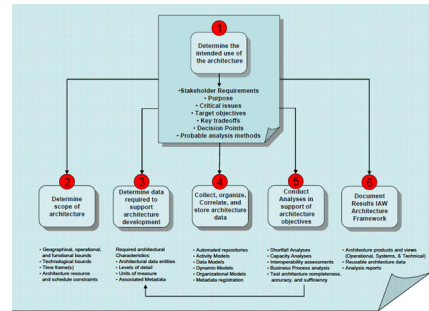 1
Determine the
intended use of
the architecture
•Stakeholder Requirements
• Purpose
• Critical issues
• Target objectives
• Key tradeoffs
• Decision Points
• Probable analysis methods
2
Determine
scope of
architecture
• Geographical, operational,
and functional bounds
• Technological bounds
• Time frame(s)
• Architecture resource
and schedule constraints
3
Determine data
required to
support
architecture
development
Required architectural
Characteristics:
• Architectural data entities
• Levels of detail
• Units of measure
• Associated Metadata
4
Collect, organize,
Correlate, and
store architecture
data
• Automated repositories
• Activity Models
• Data Models
• Dynamic Models
• Organizational Models
• Metadata registration
5
Conduct
Analyses in
support of
architecture
objectives
• Shortfall Analyses
• Capacity Analyses
• Interoperability assessments
• Business Process analysis
• Test architecture completeness,
accuracy, and sufficiency
6
Document
Results IAW
Architecture
Framework
• Architecture products and views
(Operational, Systems, & Technical)
• Reusable architecture data
• Analysis reports